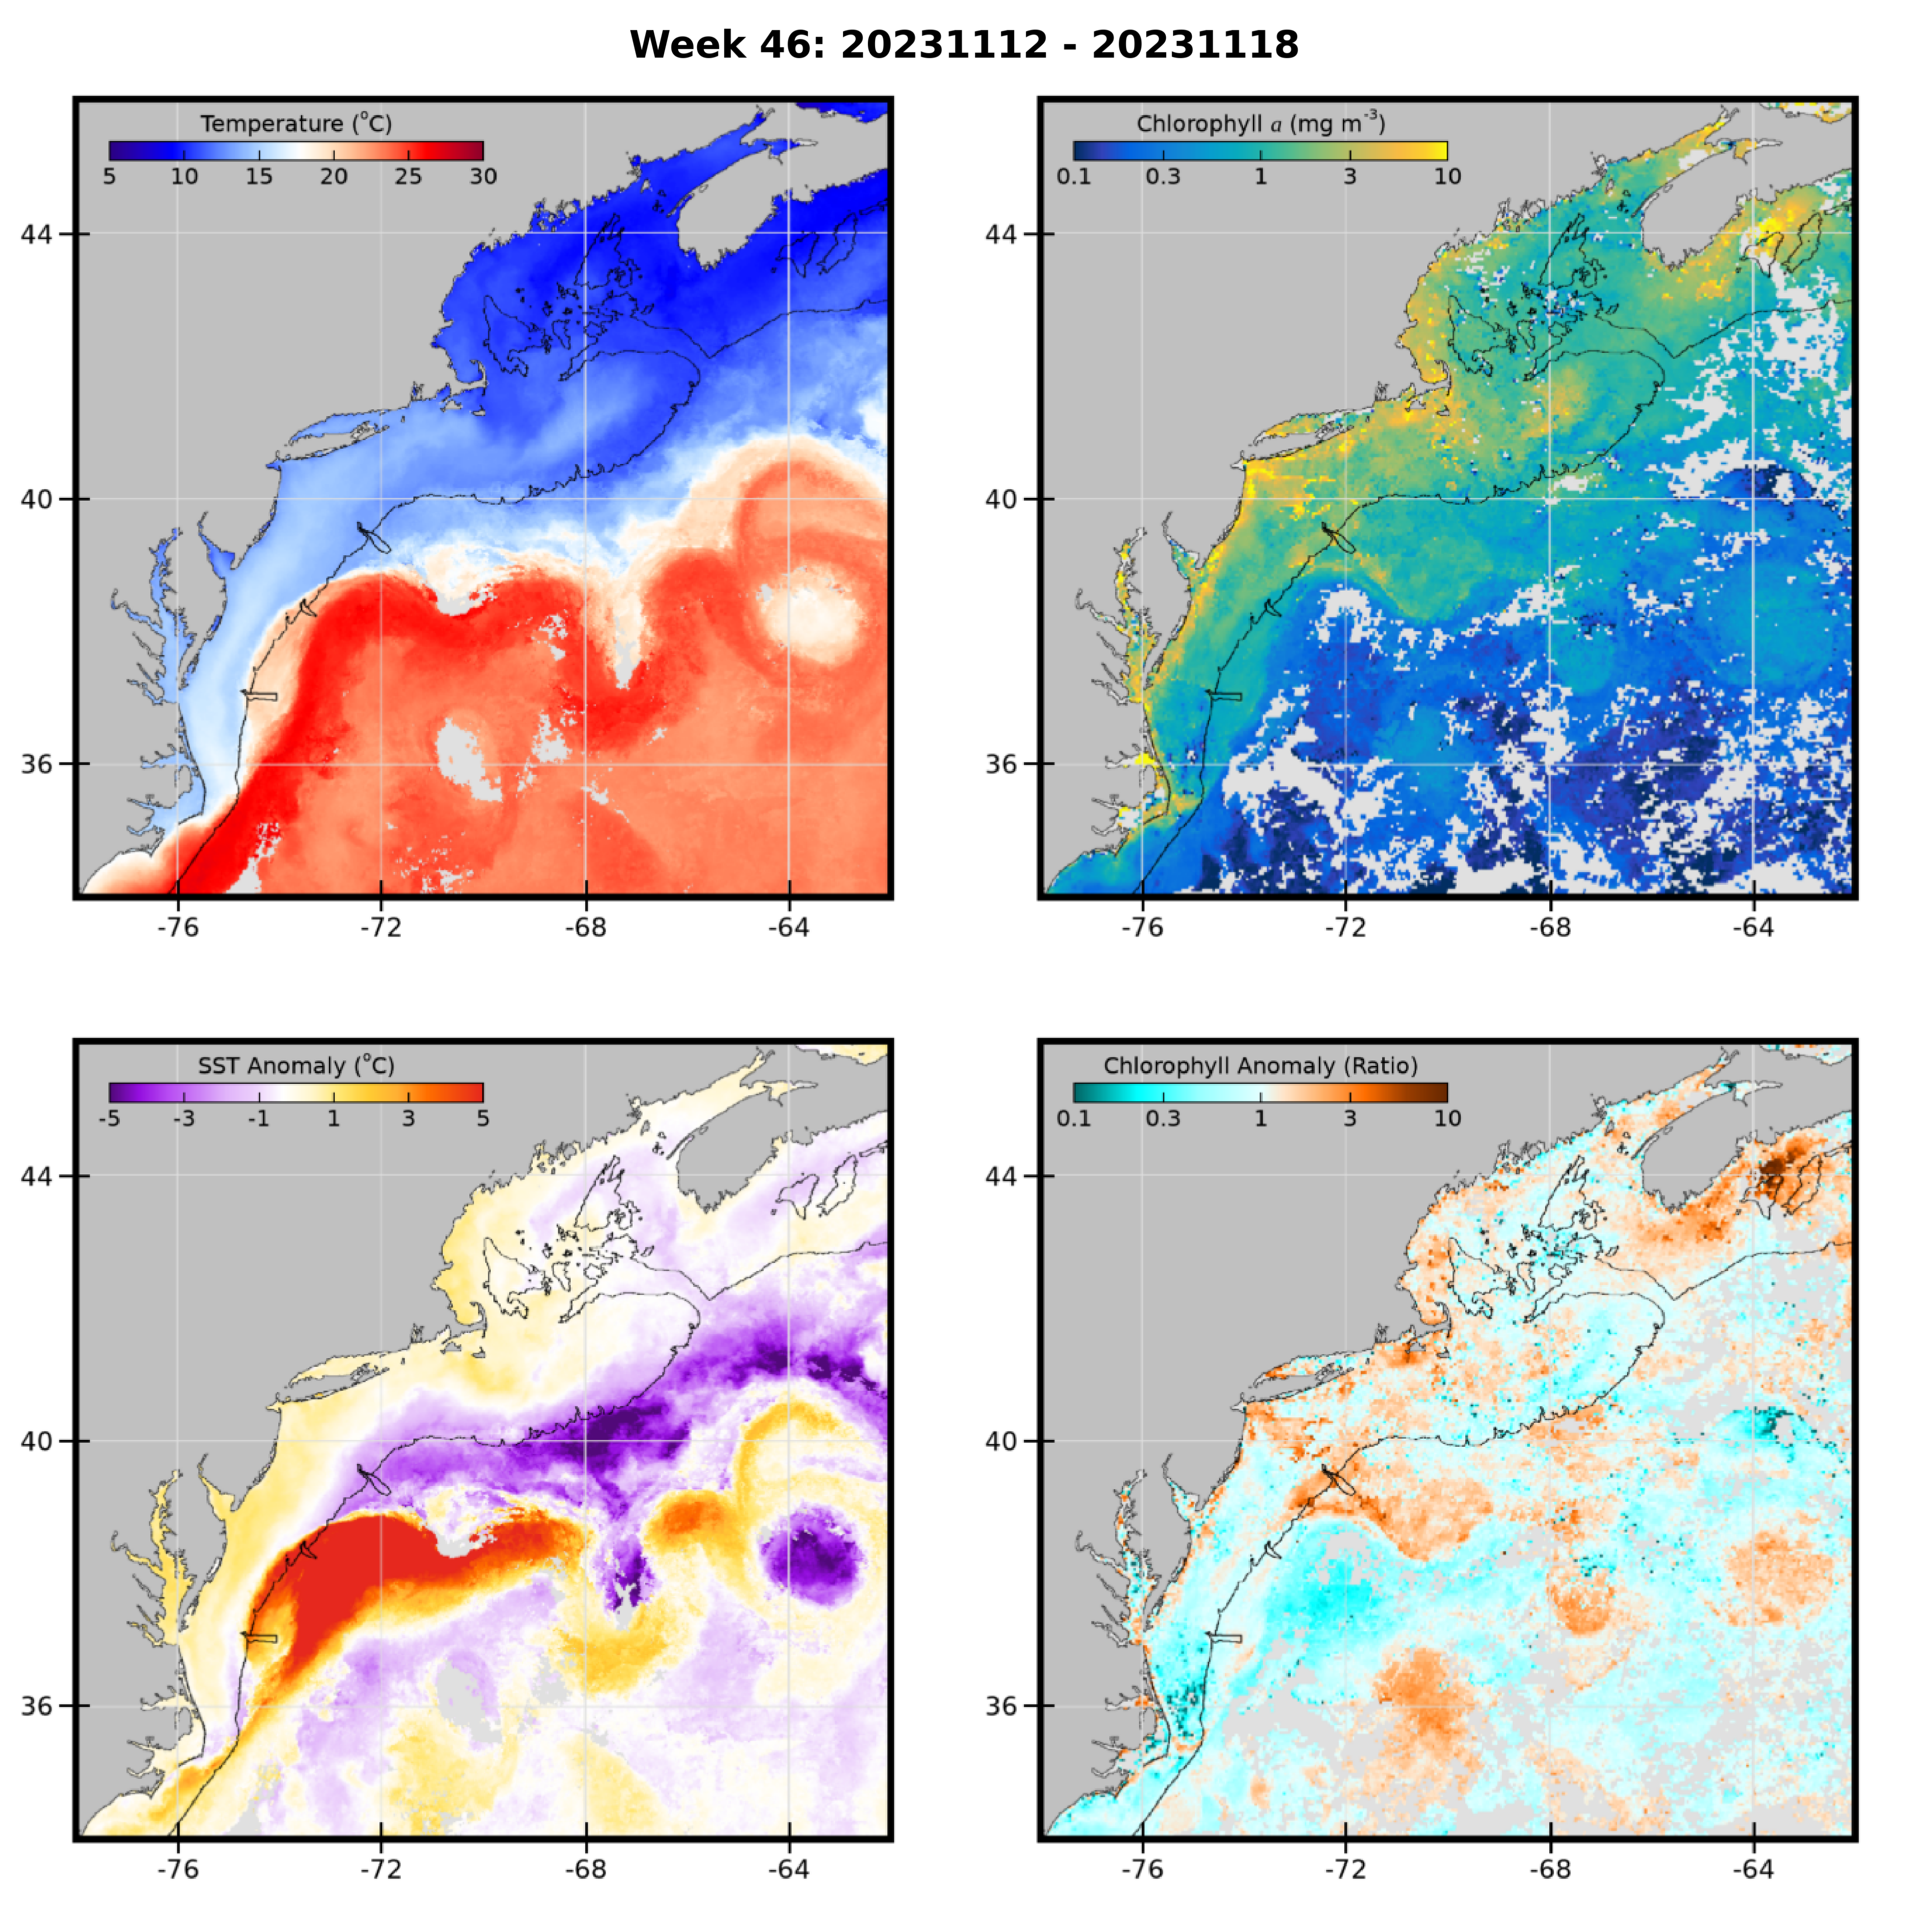 Week 46: 20231112 - 20231118
Temperature (°C)
5 10 15 20 25 30
44
40
36
-76 -72 -68 -64
Chlorophyll a (mg m⁻³)
0.1 0.3 1 3 10
44
40
36
-76 -72 -68 -64
SST Anomaly (°C)
-5 -3 -1 1 3 5
44
40
36
-76 -72 -68 -64
Chlorophyll Anomaly (Ratio)
0.1 0.3 1 3 10
44
40
36
-76 -72 -68 -64